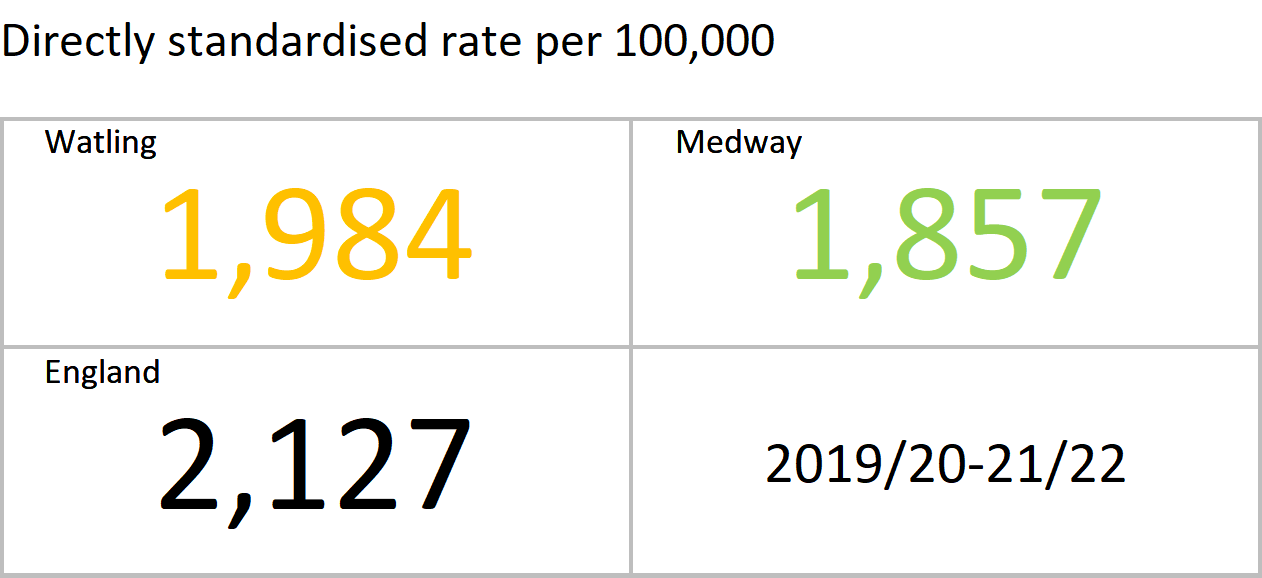 Directly standardised rate per 100,000
Watling
1,984
Medway
1,857
England
2,127
2019/20-21/22